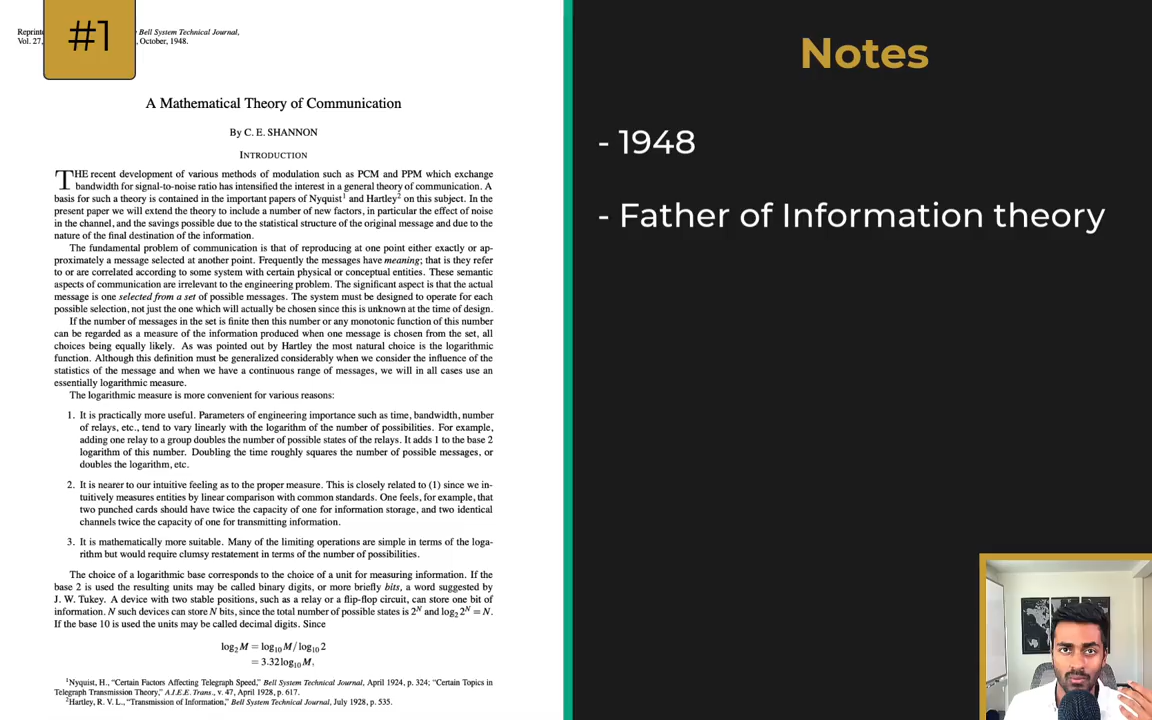 #1
Reprint
Bell System Technical Journal,
Vol. 27,
, October, 1948.
A Mathematical Theory of Communication
By C. E. SHANNON
INTRODUCTION
THE recent development of various methods of modulation such as PCM and PPM which exchange
bandwidth for signal-to-noise ratio has intensified the interest in a general theory of communication. A
basis for such a theory is contained in the important papers of Nyquist¹ and Hartley² on this subject. In the
present paper we will extend the theory to include a number of new factors, in particular the effect of noise
in the channel, and the savings possible due to the statistical structure of the original message and due to the
nature of the final destination of the information.
The fundamental problem of communication is that of reproducing at one point either exactly or ap-
proximately a message selected at another point. Frequently the messages have meaning; that is they refer
to or are correlated according to some system with certain physical or conceptual entities. These semantic
aspects of communication are irrelevant to the engineering problem. The significant aspect is that the actual
message is one selected from a set of possible messages. The system must be designed to operate for each
possible selection, not just the one which will actually be chosen since this is unknown at the time of design.
If the number of messages in the set is finite then this number or any monotonic function of this number
can be regarded as a measure of the information produced when one message is chosen from the set, all
choices being equally likely. As was pointed out by Hartley the most natural choice is the logarithmic
function. Although this definition must be generalized considerably when we consider the influence of the
statistics of the message and when we have a continuous range of messages, we will in all cases use an
essentially logarithmic measure.
The logarithmic measure is more convenient for various reasons:
1. It is practically more useful. Parameters of engineering importance such as time, bandwidth, number
of relays, etc., tend to vary linearly with the logarithm of the number of possibilities. For example,
adding one relay to a group doubles the number of possible states of the relays. It adds 1 to the base 2
logarithm of this number. Doubling the time roughly squares the number of possible messages, or
doubles the logarithm, etc.
2. It is nearer to our intuitive feeling as to the proper measure. This is closely related to (1) since we in-
tuitively measures entities by linear comparison with common standards. One feels, for example, that
two punched cards should have twice the capacity of one for information storage, and two identical
channels twice the capacity of one for transmitting information.
3. It is mathematically more suitable. Many of the limiting operations are simple in terms of the loga-
rithm but would require clumsy restatement in terms of the number of possibilities.
The choice of a logarithmic base corresponds to the choice of a unit for measuring information. If the
base 2 is used the resulting units may be called binary digits, or more briefly bits, a word suggested by
J. W. Tukey. A device with two stable positions, such as a relay or a flip-flop circuit, can store one bit of
information. N such devices can store N bits, since the total number of possible states is 2ᴺ and log₂ 2ᴺ = N.
If the base 10 is used the units may be called decimal digits. Since
log₂ M = log₁₀ M / log₁₀ 2
= 3.32 log₁₀ M.
¹Nyquist, H., “Certain Factors Affecting Telegraph Speed,” Bell System Technical Journal, April 1924, p. 324; “Certain Topics in
Telegraph Transmission Theory,” A.I.E.E. Trans., v. 47, April 1928, p. 617.
²Hartley, R. V. L., “Transmission of Information,” Bell System Technical Journal, July 1928, p. 535.
Notes
- 1948
- Father of Information theory